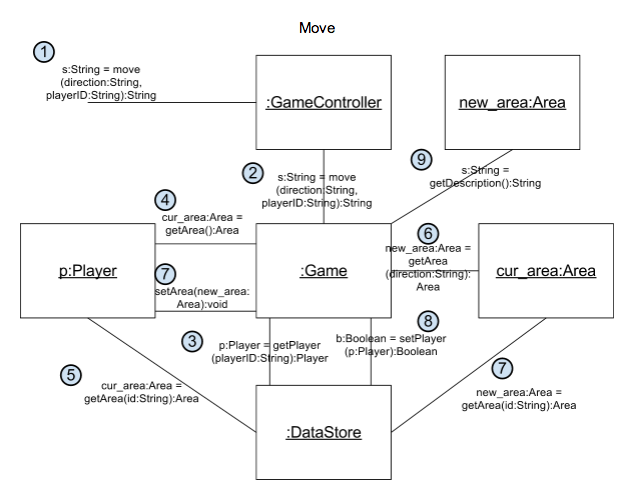 Move
1
s:String = move
(direction:String,
playerID:String):String
:GameController
new_area:Area
2
s:String = move
(direction:String,
playerID:String):String
9
s:String =
getDescription():String
4
cur_area:Area =
getArea():Area
p:Player
7
setArea(new_area:
Area):void
:Game
6
new_area:Area =
getArea
(direction:String):
Area
cur_area:Area
3
p:Player = getPlayer
(playerID:String):Player
8
b:Boolean = setPlayer
(p:Player):Boolean
5
cur_area:Area =
getArea(id:String):Area
7
new_area:Area =
getArea(id:String):Area
:DataStore